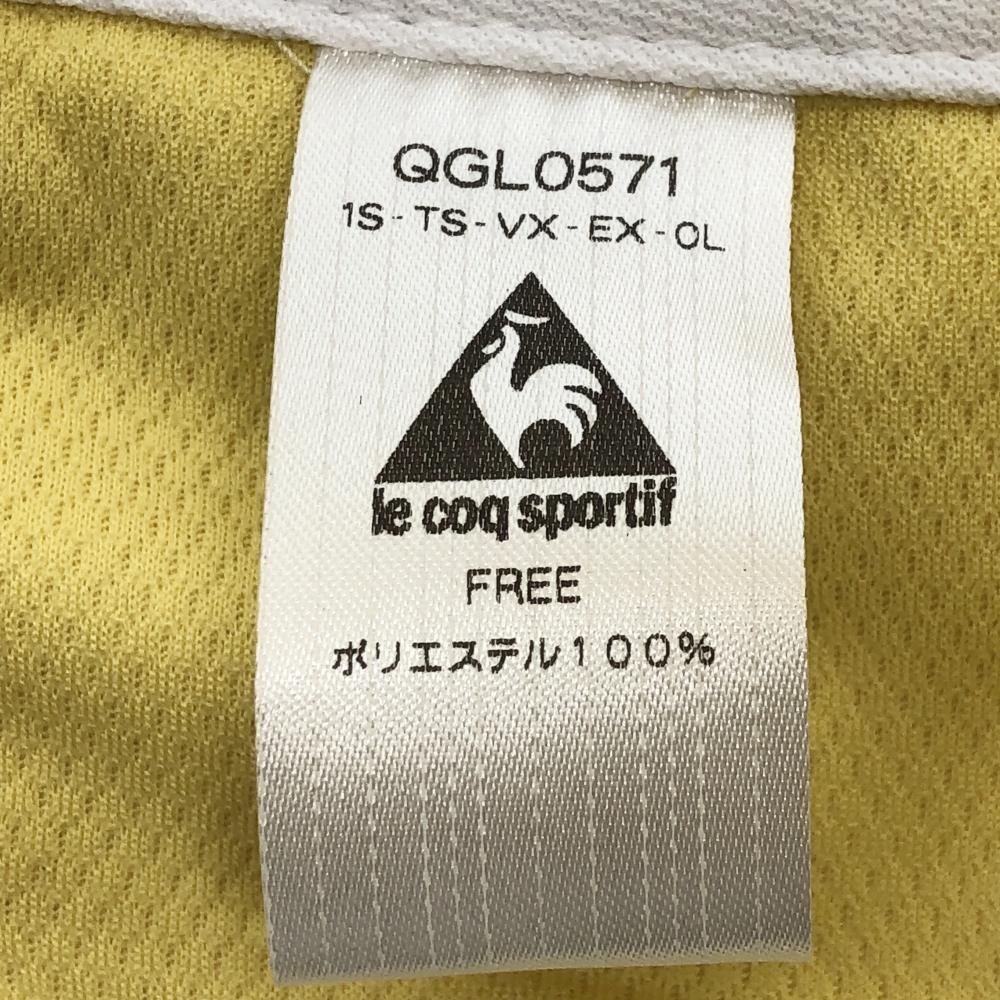 QGL0571
1S-TS-VX-EX-0L
le coq sportif
FREE
ポリエステル100%